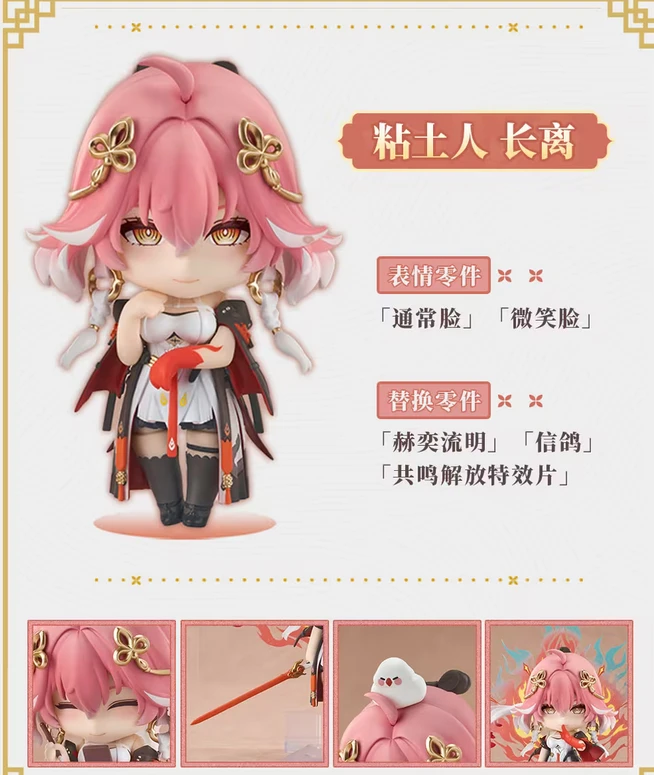 粘土人 长离
表情零件
「通常脸」 「微笑脸」
替换零件
「赫奕流明」 「信鸽」
「共鸣解放特效片」